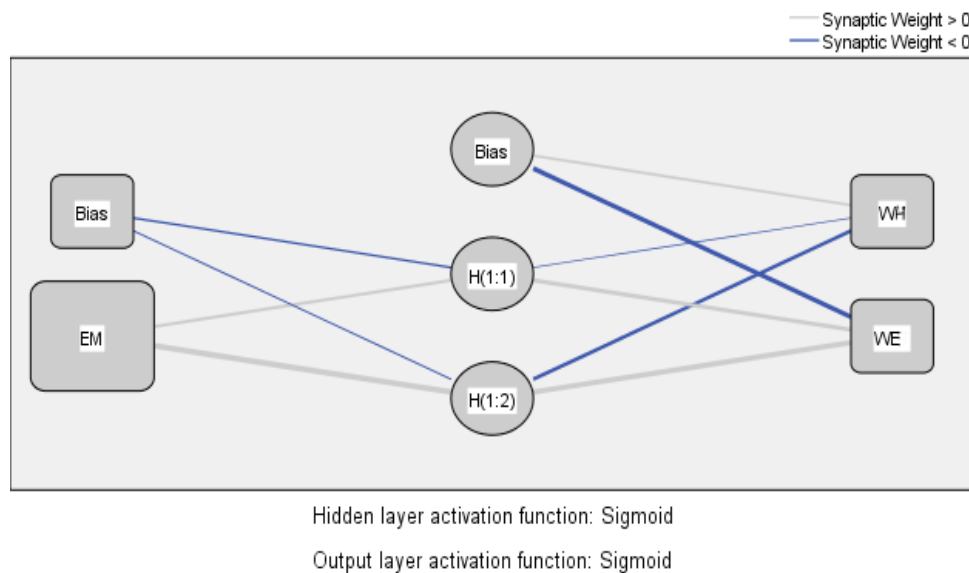 Synaptic Weight > 0
Synaptic Weight < 0
Bias
Bias
WH
H(1:1)
EM
WE
H(1:2)
Hidden layer activation function: Sigmoid
Output layer activation function: Sigmoid